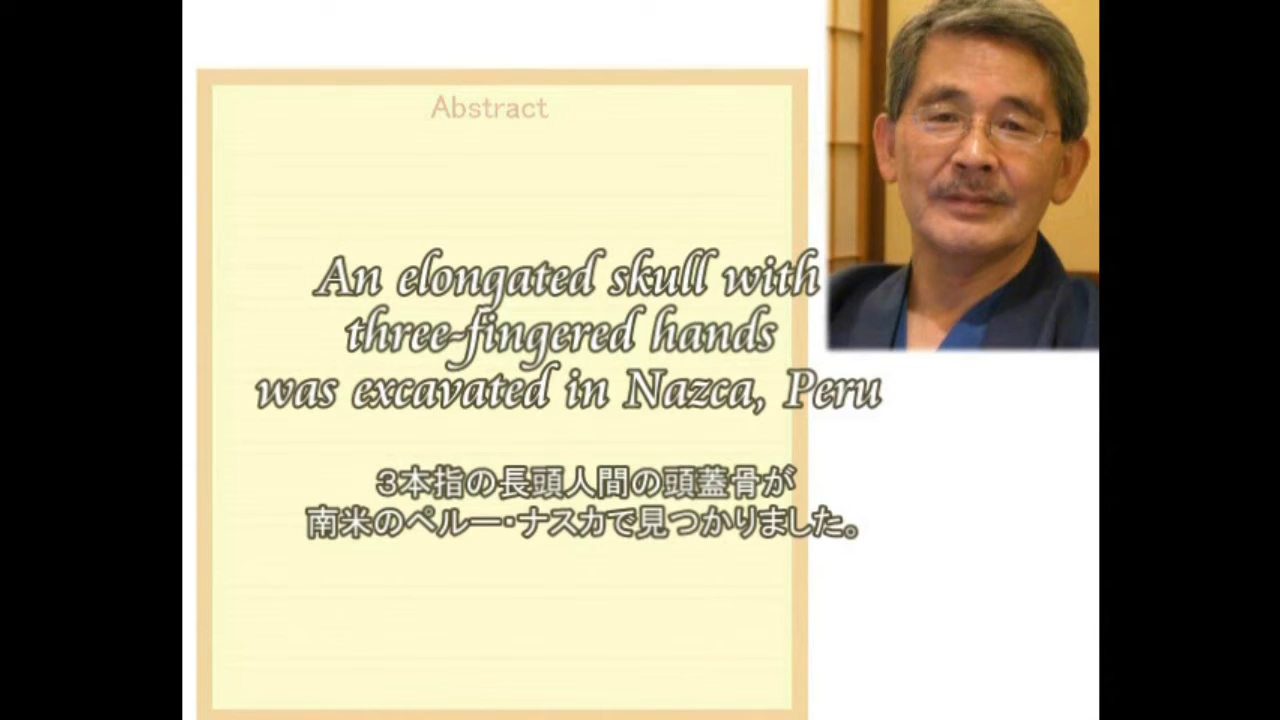 Abstract
An elongated skull with
three-fingered hands
was excavated in Nazca, Peru
３本指の長頭人間の頭蓋骨が
南米のペルー・ナスカで見つかりました。